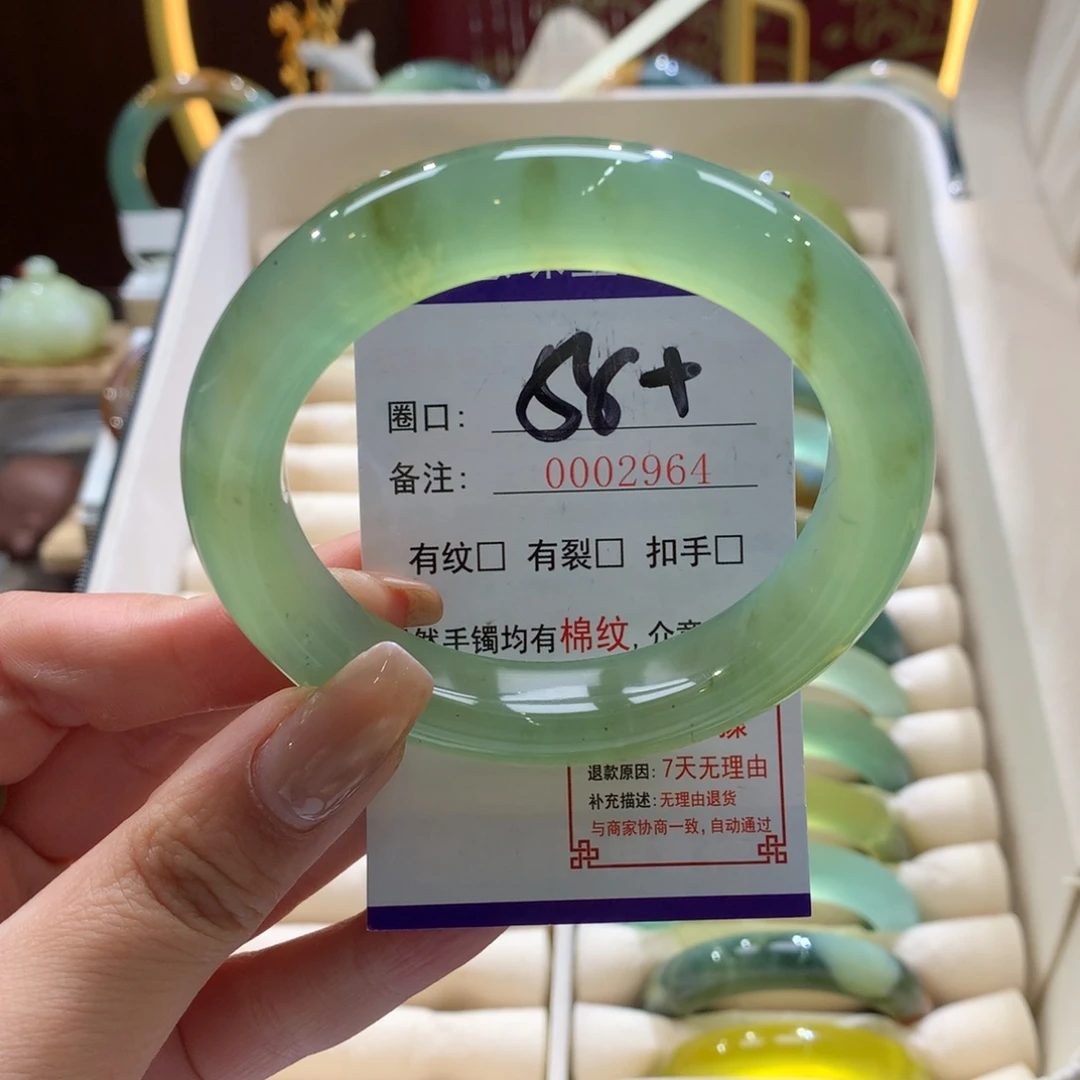 圈口： 58+
备注： 0002964
有纹□ 有裂□ 扣手□
然手镯均有棉纹，介意
退款原因：7天无理由
补充描述：无理由退货
与商家协商一致，自动通过